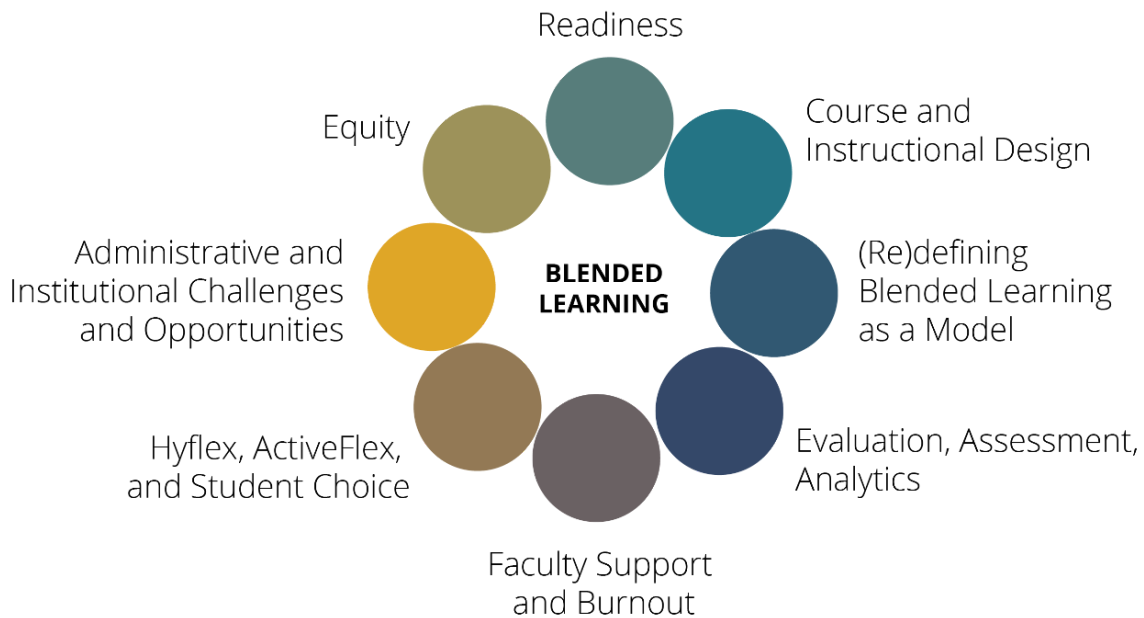 Readiness
Course and
Instructional Design
(Re)defining
Blended Learning
as a Model
Evaluation, Assessment,
Analytics
Faculty Support
and Burnout
Hyflex, ActiveFlex,
and Student Choice
Administrative and
Institutional Challenges
and Opportunities
Equity
BLENDED
LEARNING